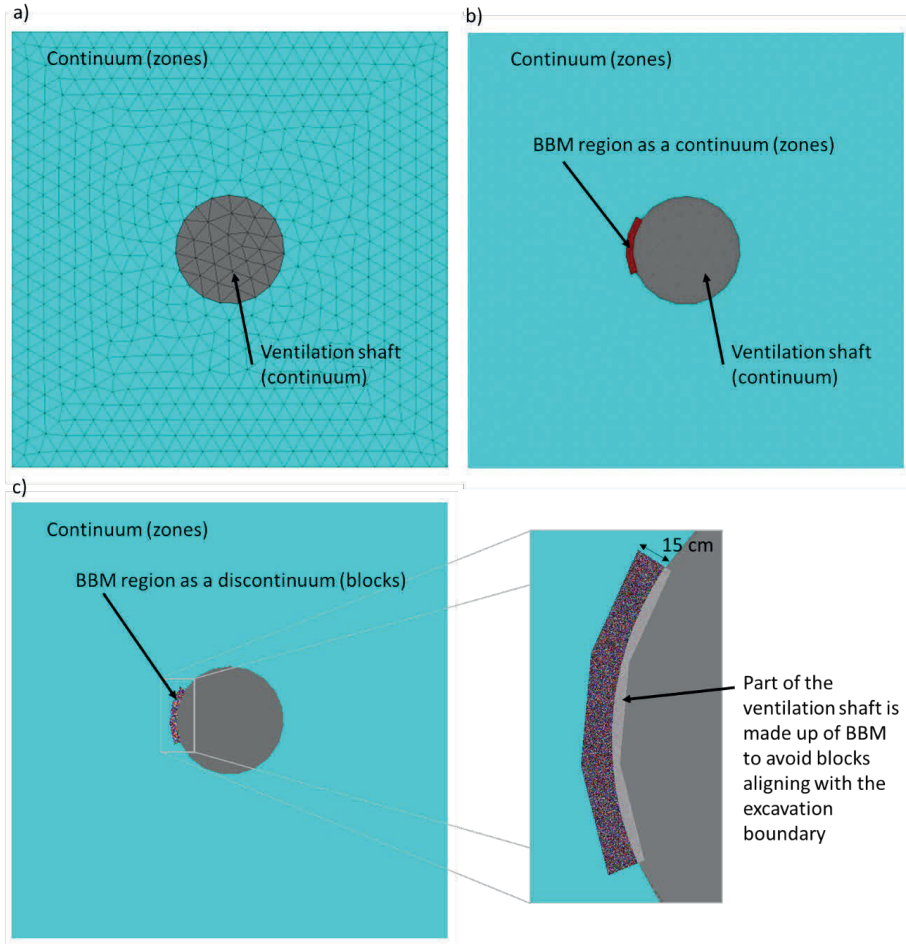 a)
Continuum (zones)
Ventilation shaft
(continuum)
b)
Continuum (zones)
BBM region as a continuum (zones)
Ventilation shaft
(continuum)
c)
Continuum (zones)
BBM region as a discontinuum (blocks)
15 cm
Part of the
ventilation shaft is
made up of BBM
to avoid blocks
aligning with the
excavation
boundary